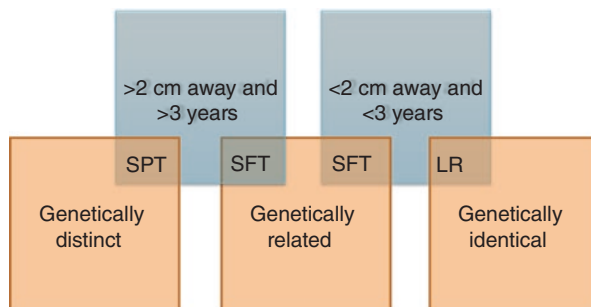 >2 cm away and
>3 years
<2 cm away and
<3 years
SPT
SFT
SFT
LR
Genetically
distinct
Genetically
related
Genetically
identical